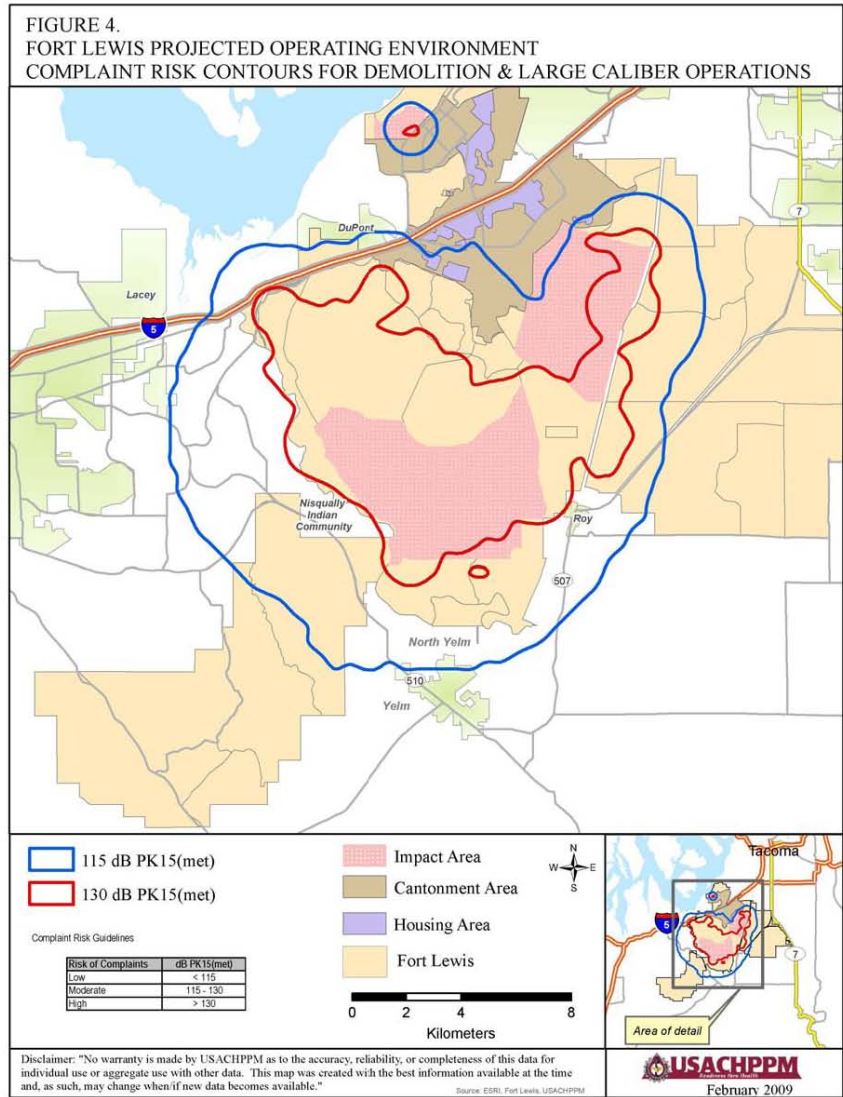 FIGURE 4.
FORT LEWIS PROJECTED OPERATING ENVIRONMENT
COMPLAINT RISK CONTOURS FOR DEMOLITION & LARGE CALIBER OPERATIONS
7
DuPont
Lacey
5
Nisqually
Indian
Community
Roy
507
North Yelm
510
Yelm
115 dB PK15(met)
130 dB PK15(met)
Complaint Risk Guidelines
Risk of Complaints dB PK15(met)
Low < 115
Moderate 115 - 130
High > 130
Impact Area
Cantonment Area
Housing Area
Fort Lewis
N
W E
S
0 2 4 8
Kilometers
Tacoma
5
7
Area of detail
Disclaimer: "No warranty is made by USACHPPM as to the accuracy, reliability, or completeness of this data for
individual use or aggregate use with other data. This map was created with the best information available at the time
and, as such, may change when/if new data becomes available."
Source: ESRI, Fort Lewis, USACHPPM
USACHPPM
Readiness thru Health
February 2009